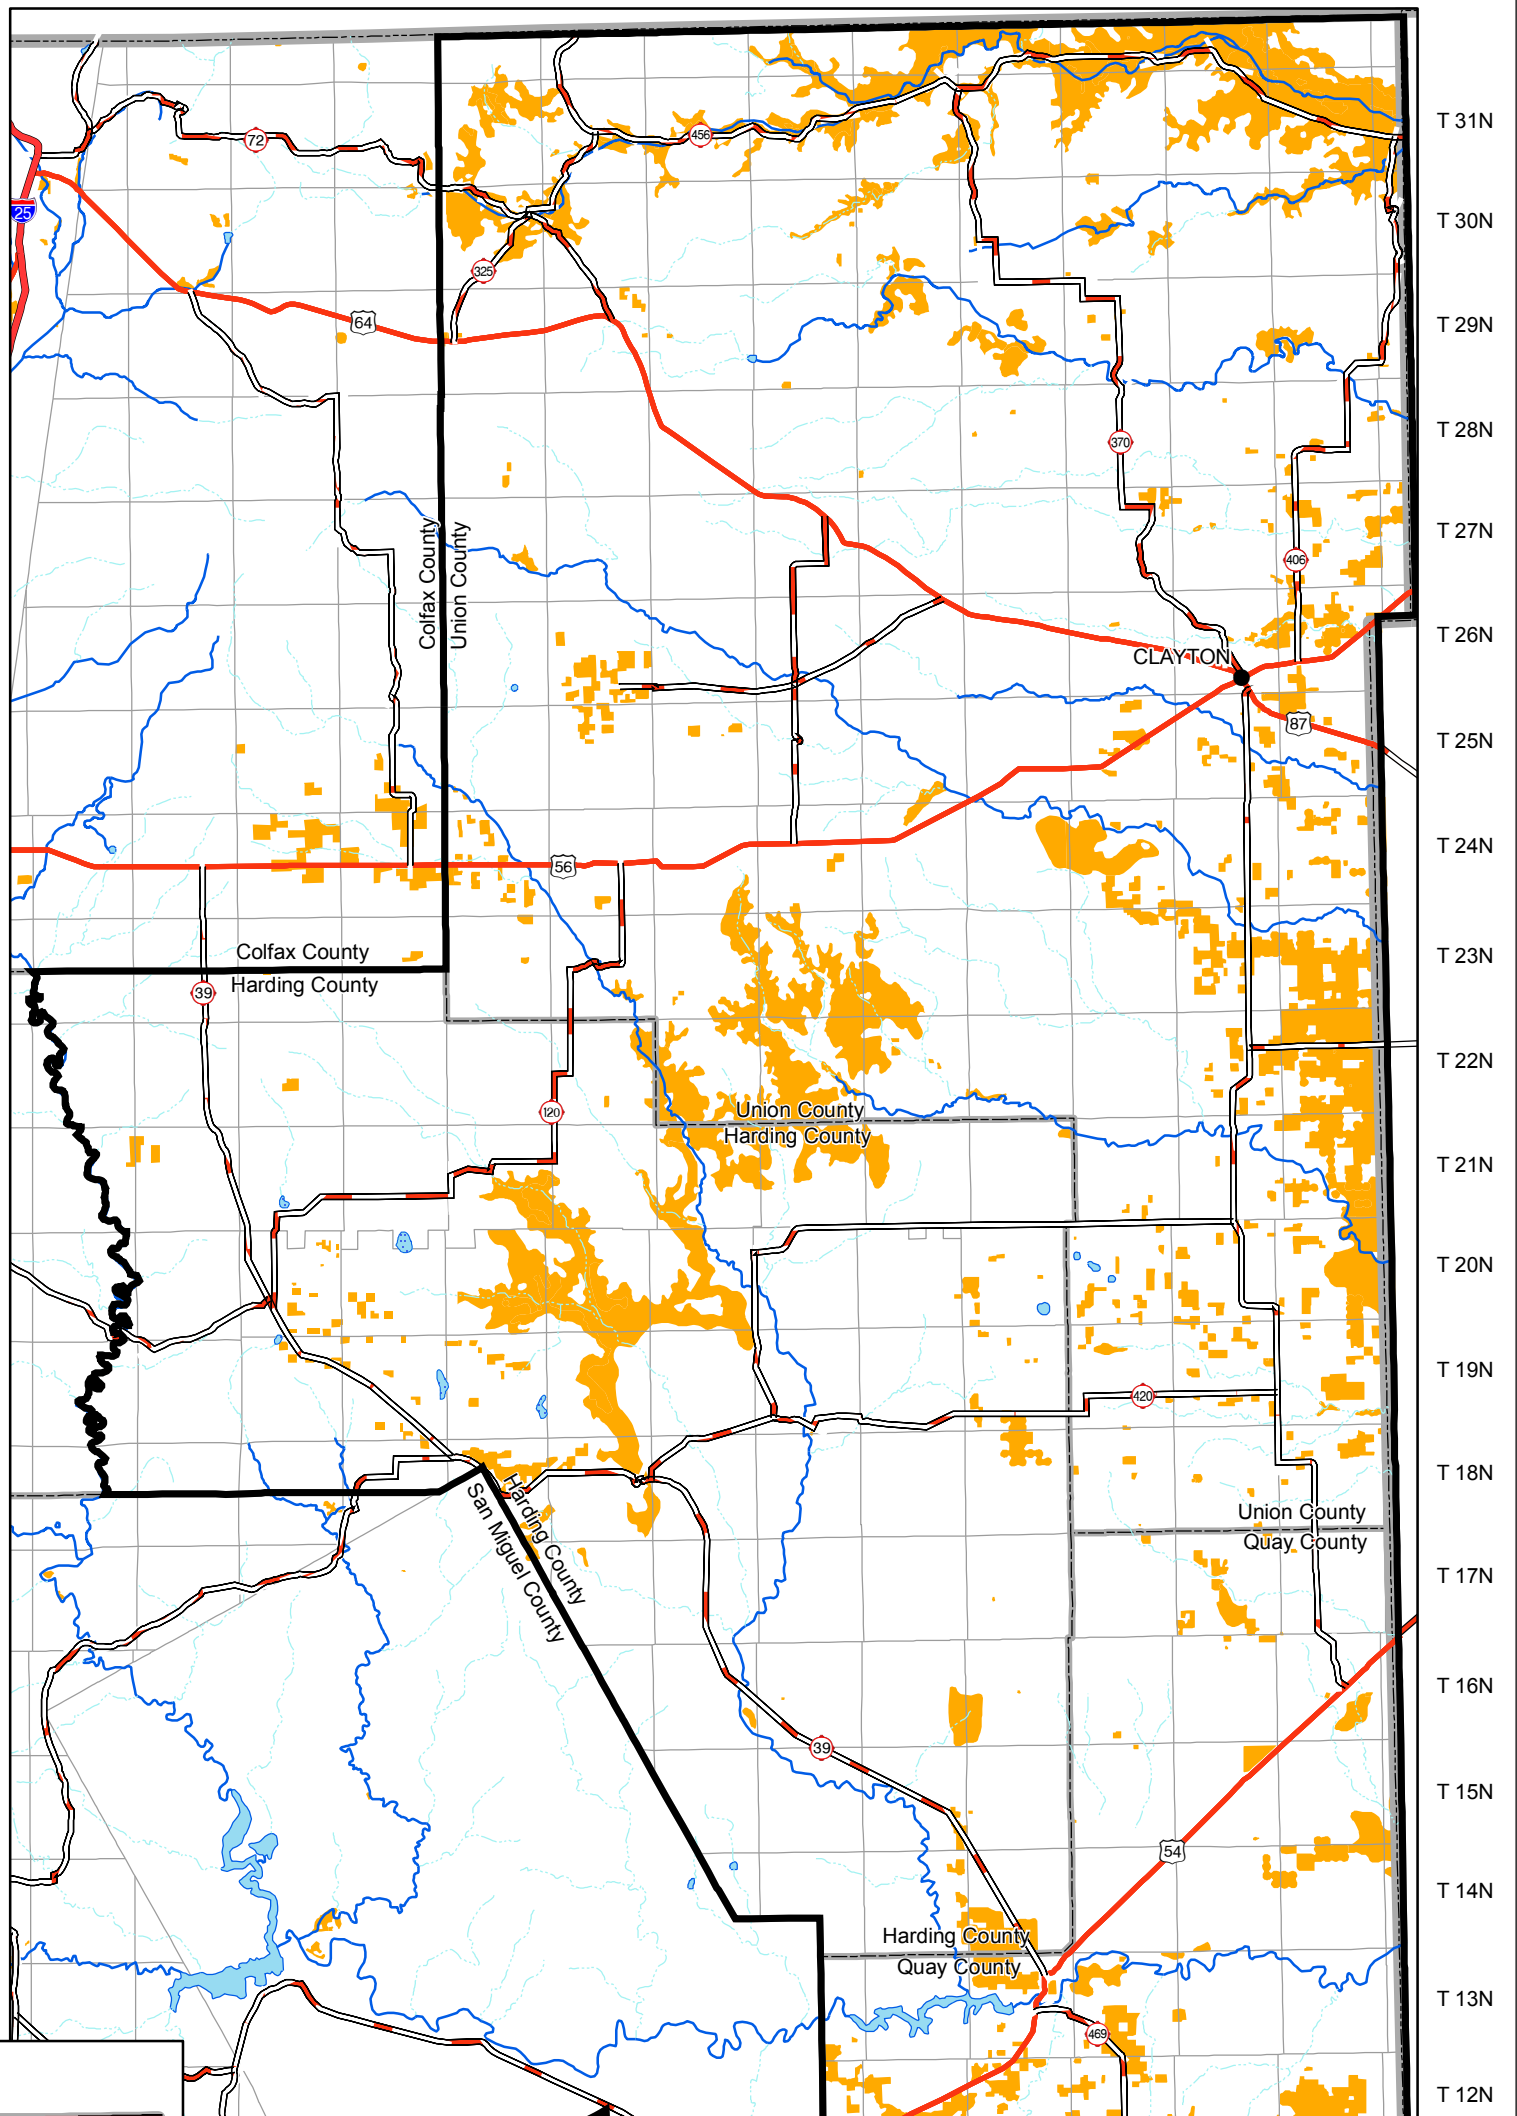 T 31N
72
456
25
T 30N
325
64
T 29N
T 28N
370
Colfax County
Union County
T 27N
406
T 26N
CLAYTON
87
T 25N
T 24N
56
Colfax County
T 23N
Harding County
39
T 22N
120
Union County
Harding County
T 21N
T 20N
T 19N
420
T 18N
Harding County
San Miguel County
Union County
Quay County
T 17N
T 16N
39
T 15N
54
T 14N
Harding County
Quay County
T 13N
469
T 12N